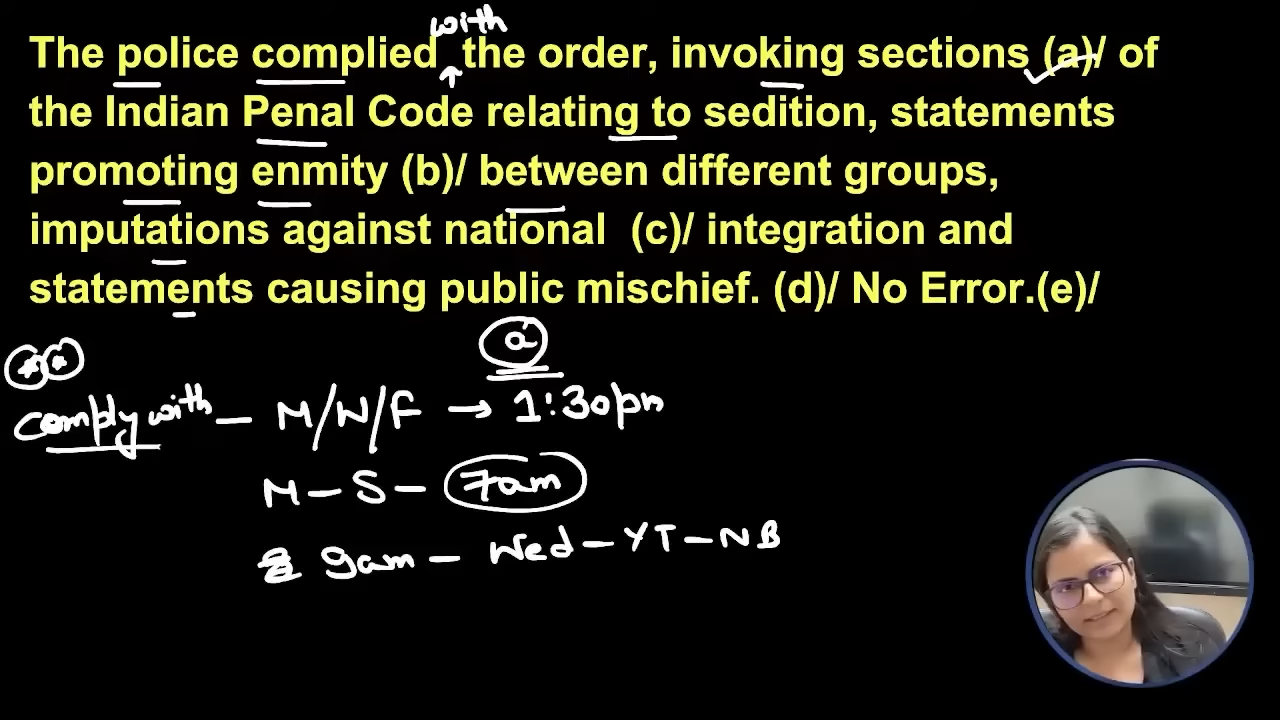 with
The police complied the order, invoking sections (a)/ of
the Indian Penal Code relating to sedition, statements
promoting enmity (b)/ between different groups,
imputations against national (c)/ integration and
statements causing public mischief. (d)/ No Error.(e)/
a
comply with - M/W/F → 1:30pm
M - S - 7am
9am - Wed - YT - NB